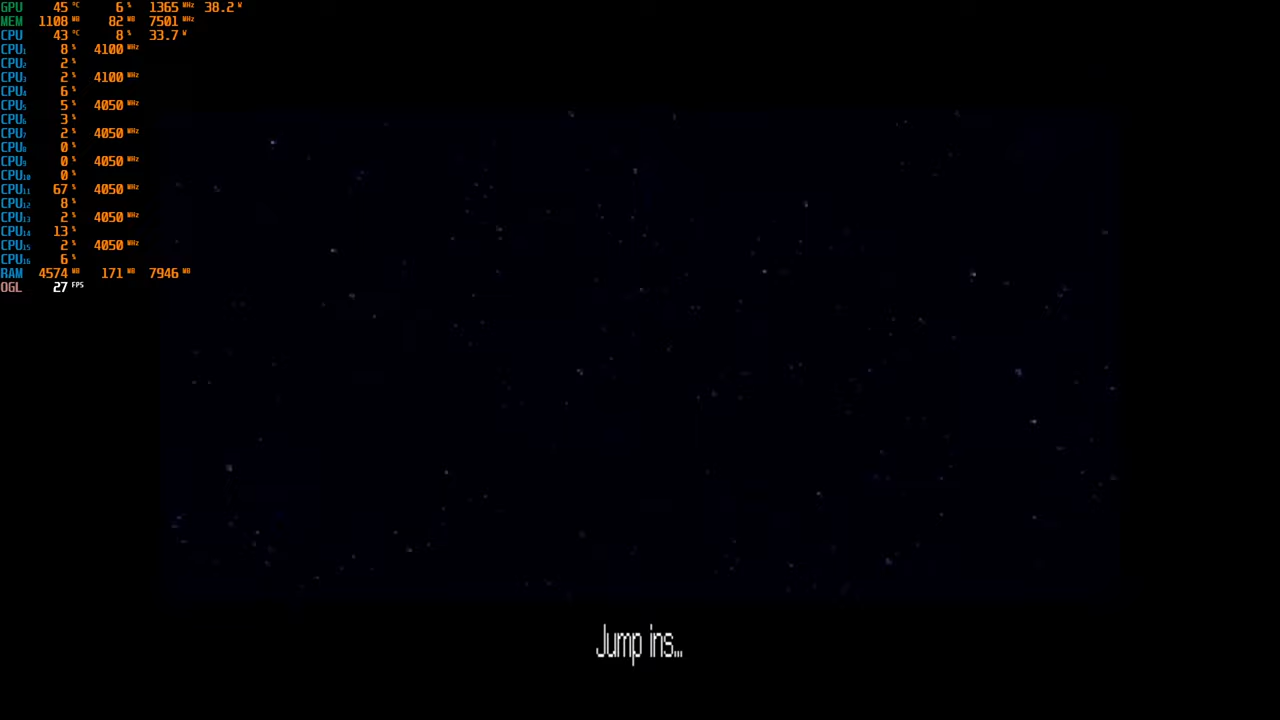 GPU 45 °C 6 % 1365 MHz 38.2 W
MEM 1108 MB 82 MB 7501 MHz
CPU 43 °C 8 % 33.7 W
CPU1 8 % 4100 MHz
CPU2 2 %
CPU3 2 % 4100 MHz
CPU4 6 %
CPU5 5 % 4050 MHz
CPU6 3 %
CPU7 2 % 4050 MHz
CPU8 0 %
CPU9 0 % 4050 MHz
CPU10 0 %
CPU11 67 % 4050 MHz
CPU12 8 %
CPU13 2 % 4050 MHz
CPU14 13 %
CPU15 2 % 4050 MHz
CPU16 6 %
RAM 4574 MB 171 MB 7946 MB
OGL 27 FPS
Jump ins...